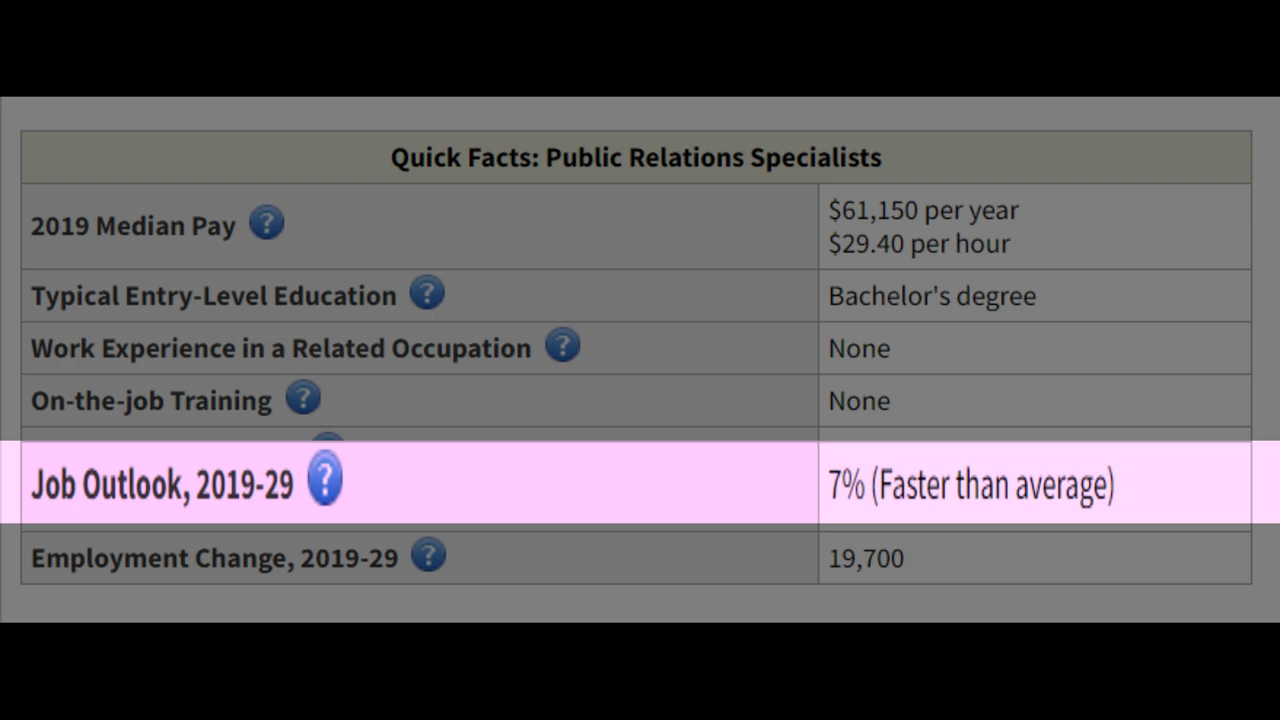 Quick Facts: Public Relations Specialists
2019 Median Pay ?
$61,150 per year
$29.40 per hour
Typical Entry-Level Education ?
Bachelor's degree
Work Experience in a Related Occupation ?
None
On-the-job Training ?
None
Job Outlook, 2019-29 ?
7% (Faster than average)
Employment Change, 2019-29 ?
19,700